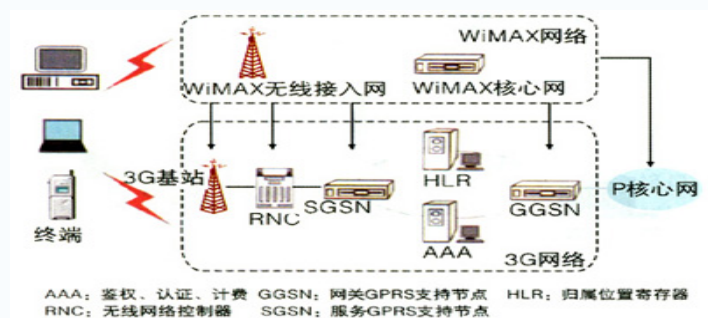 WiMAX网络
WiMAX无线接入网 WiMAX核心网
3G基站
RNC
SGSN
HLR
AAA
GGSN
P核心网
终端
3G网络
AAA：鉴权、认证、计费 GGSN：网关GPRS支持节点 HLR：归属位置寄存器
RNC：无线网络控制器 SGSN：服务GPRS支持节点